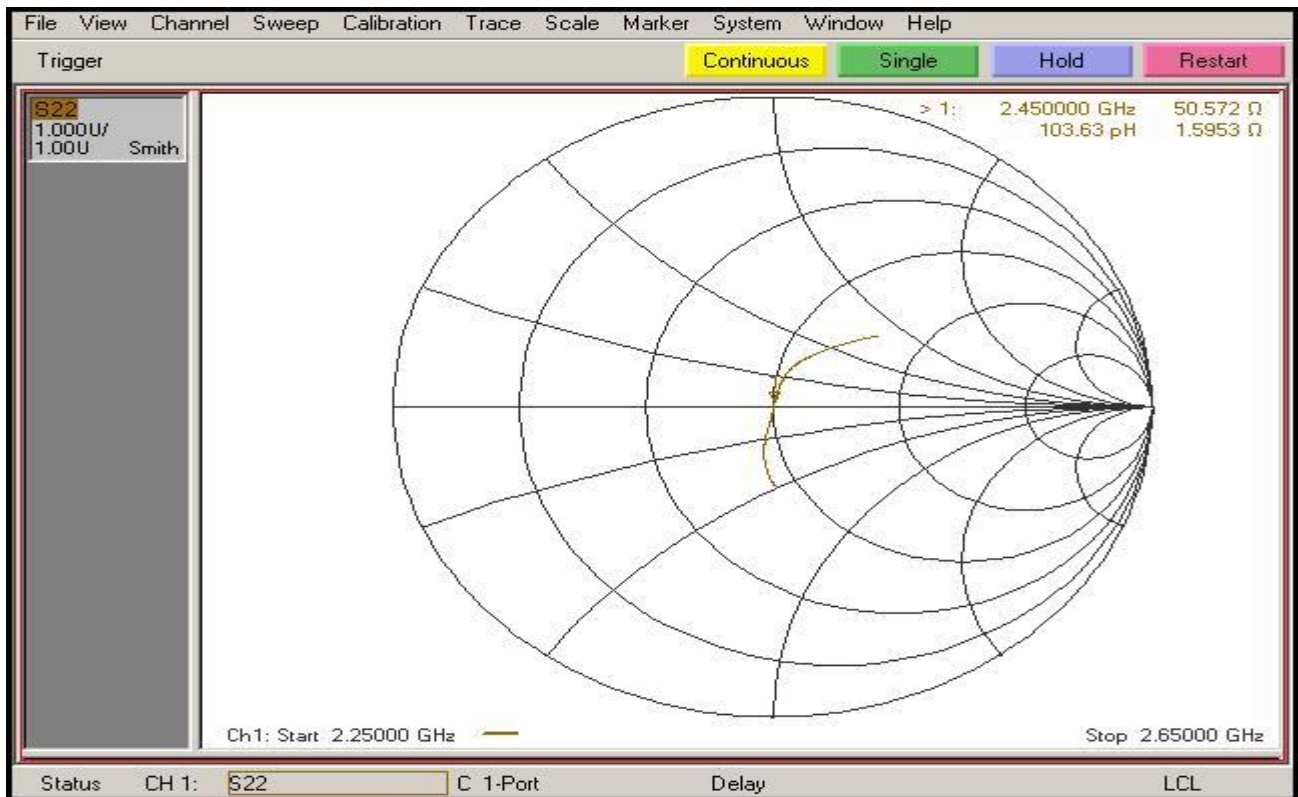 File View Channel Sweep Calibration Trace Scale Marker System Window Help
Trigger Continuous Single Hold Restart
S22
1.000U/
1.00U Smith
> 1: 2.450000 GHz 50.572 Ω
103.63 pH 1.5953 Ω
Ch1: Start 2.25000 GHz Stop 2.65000 GHz
Status CH 1: S22 C 1-Port Delay LCL